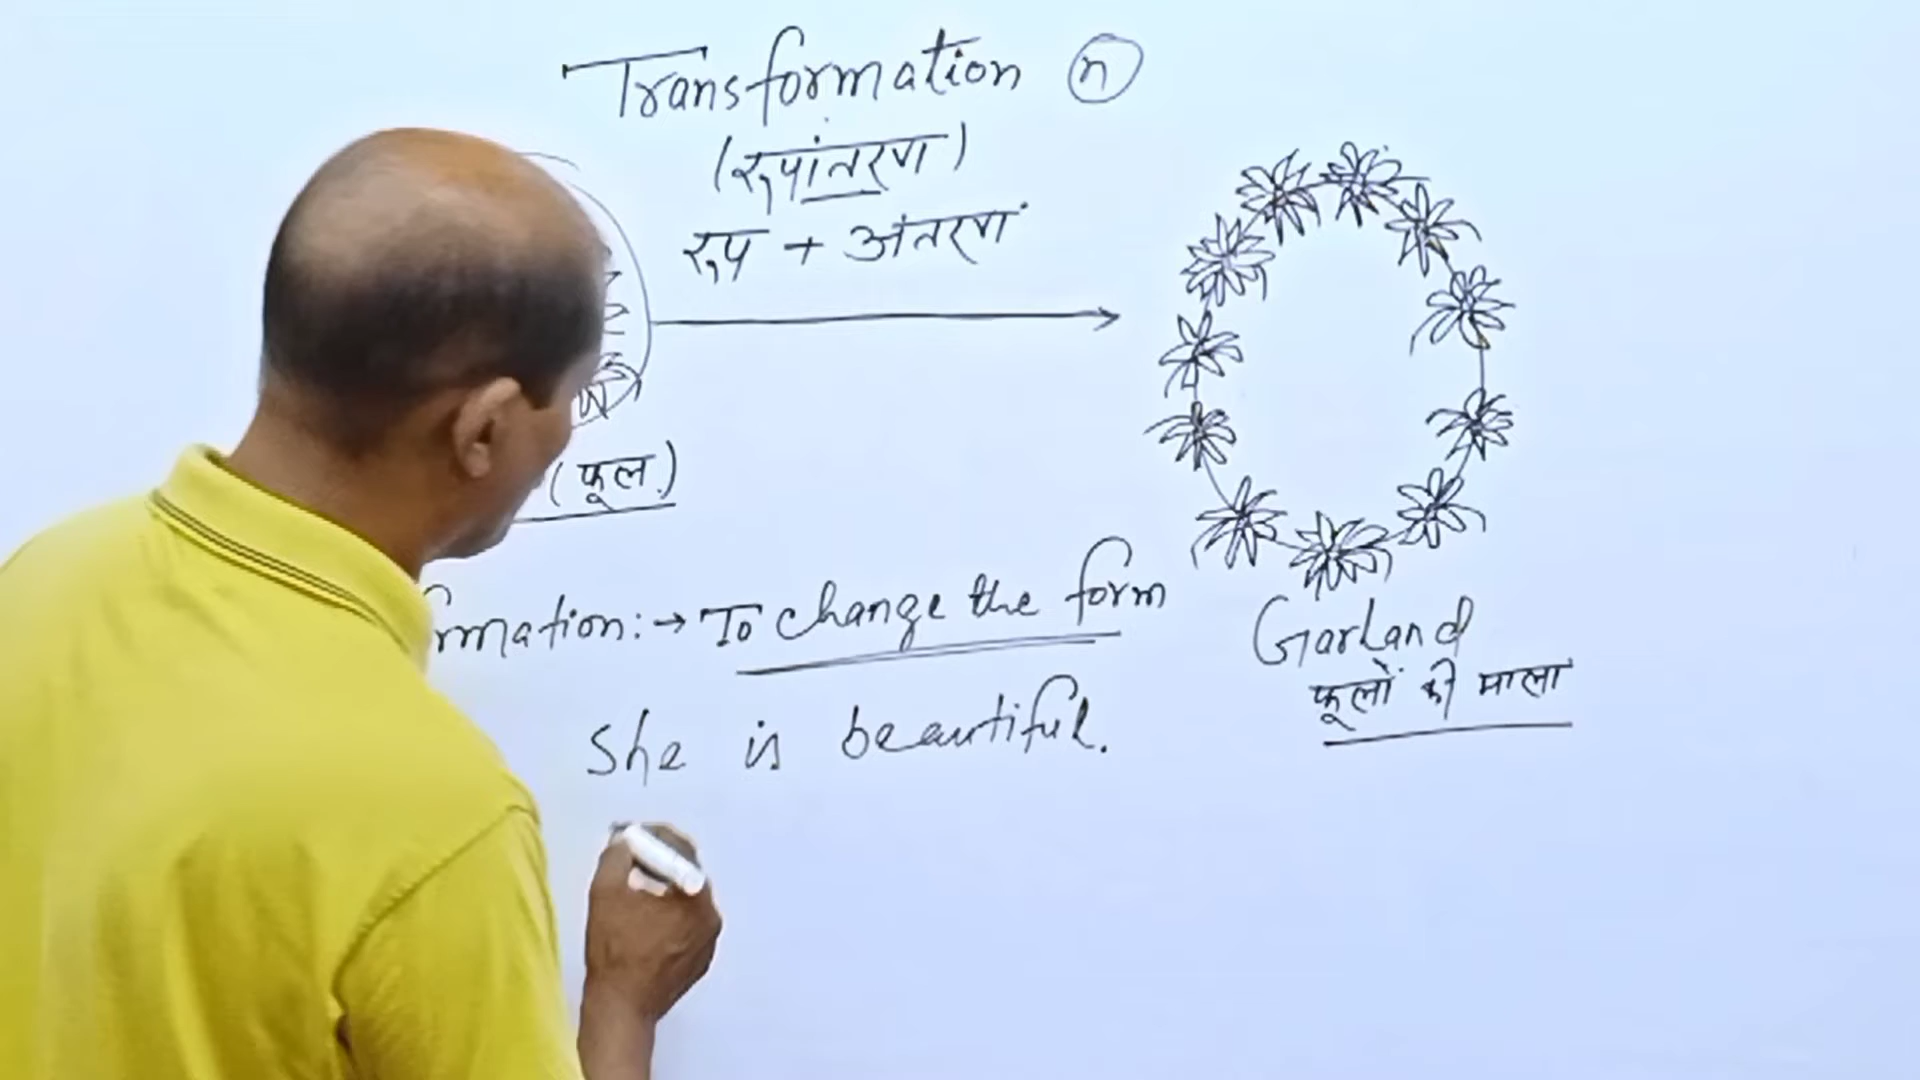 Transformation (n)
(रूपांतरण)
रूप + अंतरण
(फूल)
rmation:→ To change the form
Garland
फूलों की माला
She is beautiful.